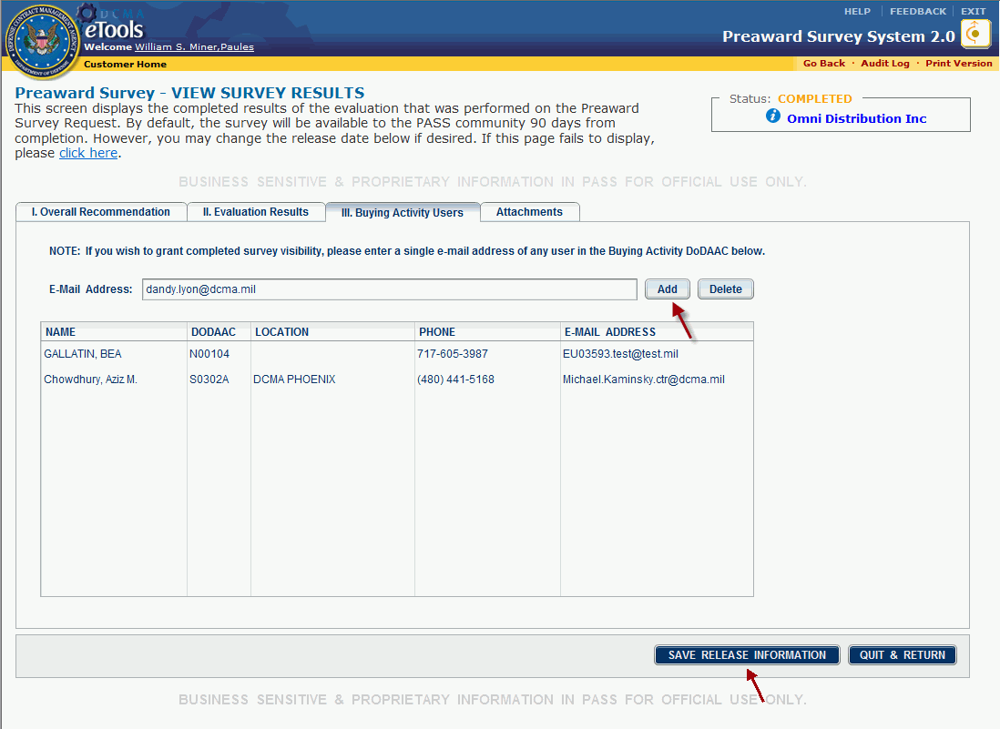 HELP | FEEDBACK | EXIT
DCMA
eTools
Welcome William S. Miner,Paules
Preaward Survey System 2.0
DEFENSE CONTRACT MANAGEMENT AGENCY
DEPARTMENT OF DEFENSE
Customer Home
Go Back · Audit Log · Print Version
Preaward Survey - VIEW SURVEY RESULTS
This screen displays the completed results of the evaluation that was performed on the Preaward
Survey Request. By default, the survey will be available to the PASS community 90 days from
completion. However, you may change the release date below if desired. If this page fails to display,
please click here.
Status: COMPLETED
i Omni Distribution Inc
BUSINESS SENSITIVE & PROPRIETARY INFORMATION IN PASS FOR OFFICIAL USE ONLY.
I. Overall Recommendation II. Evaluation Results III. Buying Activity Users Attachments
NOTE: If you wish to grant completed survey visibility, please enter a single e-mail address of any user in the Buying Activity DoDAAC below.
E-Mail Address: dandy.lyon@dcma.mil Add Delete
NAME DODAAC LOCATION PHONE E-MAIL ADDRESS
GALLATIN, BEA N00104 717-605-3987 EU03593.test@test.mil
Chowdhury, Aziz M. S0302A DCMA PHOENIX (480) 441-5168 Michael.Kaminsky.ctr@dcma.mil
SAVE RELEASE INFORMATION QUIT & RETURN
BUSINESS SENSITIVE & PROPRIETARY INFORMATION IN PASS FOR OFFICIAL USE ONLY.